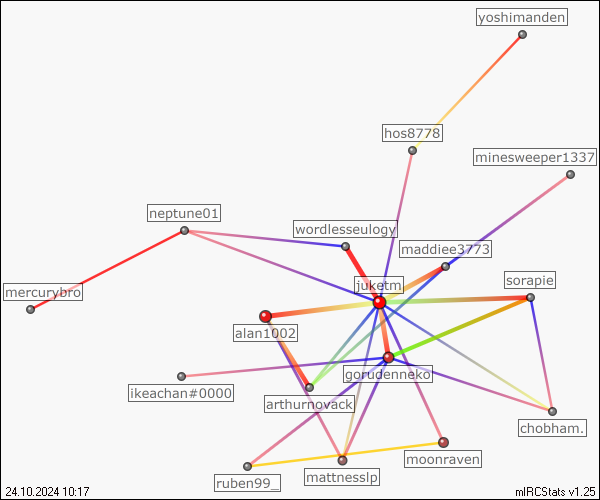 yoshimanden
hos8778
minesweeper1337
neptune01
wordlesseulogy
maddiee3773
sorapie
juketm
mercurybro
alan1002
gorudenneko
ikeachan#0000
arthurnovack
chobham.
moonraven
mattnesslp
ruben99_
24.10.2024 10:17
mIRCStats v1.25